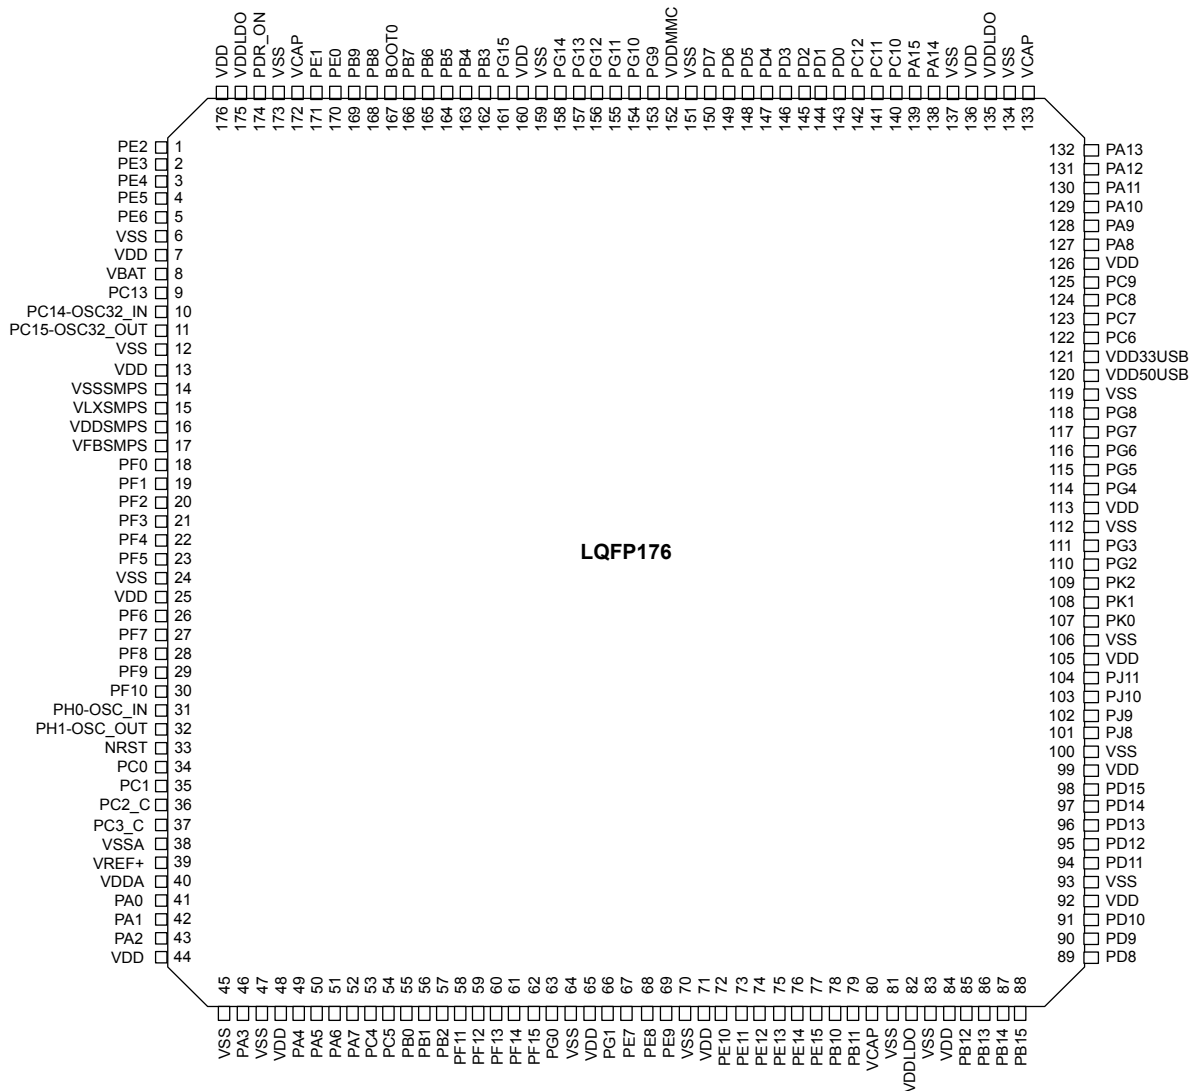 VDD VDDLDO PDR_ON VSS VCAP PE1 PE0 PB9 PB8 BOOT0 PB7 PB6 PB5 PB4 PB3 PG15 VDD VSS PG14 PG13 PG12 PG11 PG10 PG9 VDDMMC VSS PD7 PD6 PD5 PD4 PD3 PD2 PD1 PD0 PC12 PC11 PC10 PA15 PA14 VSS VDD VDDLDO VSS VCAP
176 175 174 173 172 171 170 169 168 167 166 165 164 163 162 161 160 159 158 157 156 155 154 153 152 151 150 149 148 147 146 145 144 143 142 141 140 139 138 137 136 135 134 133
PE2 1
PE3 2
PE4 3
PE5 4
PE6 5
VSS 6
VDD 7
VBAT 8
PC13 9
PC14-OSC32_IN 10
PC15-OSC32_OUT 11
VSS 12
VDD 13
VSSSMPS 14
VLXSMPS 15
VDDSMPS 16
VFBSMPS 17
PF0 18
PF1 19
PF2 20
PF3 21
PF4 22
PF5 23
VSS 24
VDD 25
PF6 26
PF7 27
PF8 28
PF9 29
PF10 30
PH0-OSC_IN 31
PH1-OSC_OUT 32
NRST 33
PC0 34
PC1 35
PC2_C 36
PC3_C 37
VSSA 38
VREF+ 39
VDDA 40
PA0 41
PA1 42
PA2 43
VDD 44
LQFP176
132 PA13
131 PA12
130 PA11
129 PA10
128 PA9
127 PA8
126 VDD
125 PC9
124 PC8
123 PC7
122 PC6
121 VDD33USB
120 VDD50USB
119 VSS
118 PG8
117 PG7
116 PG6
115 PG5
114 PG4
113 VDD
112 VSS
111 PG3
110 PG2
109 PK2
108 PK1
107 PK0
106 VSS
105 VDD
104 PJ11
103 PJ10
102 PJ9
101 PJ8
100 VSS
99 VDD
98 PD15
97 PD14
96 PD13
95 PD12
94 PD11
93 VSS
92 VDD
91 PD10
90 PD9
89 PD8
45 46 47 48 49 50 51 52 53 54 55 56 57 58 59 60 61 62 63 64 65 66 67 68 69 70 71 72 73 74 75 76 77 78 79 80 81 82 83 84 85 86 87 88
VSS PA3 VSS VDD PA4 PA5 PA6 PA7 PC4 PC5 PB0 PB1 PB2 PF11 PF12 PF13 PF14 PF15 PG0 VSS VDD PG1 PE7 PE8 PE9 VSS VDD PE10 PE11 PE12 PE13 PE14 PE15 PB10 PB11 VCAP VSS VDDLDO VSS VDD PB12 PB13 PB14 PB15